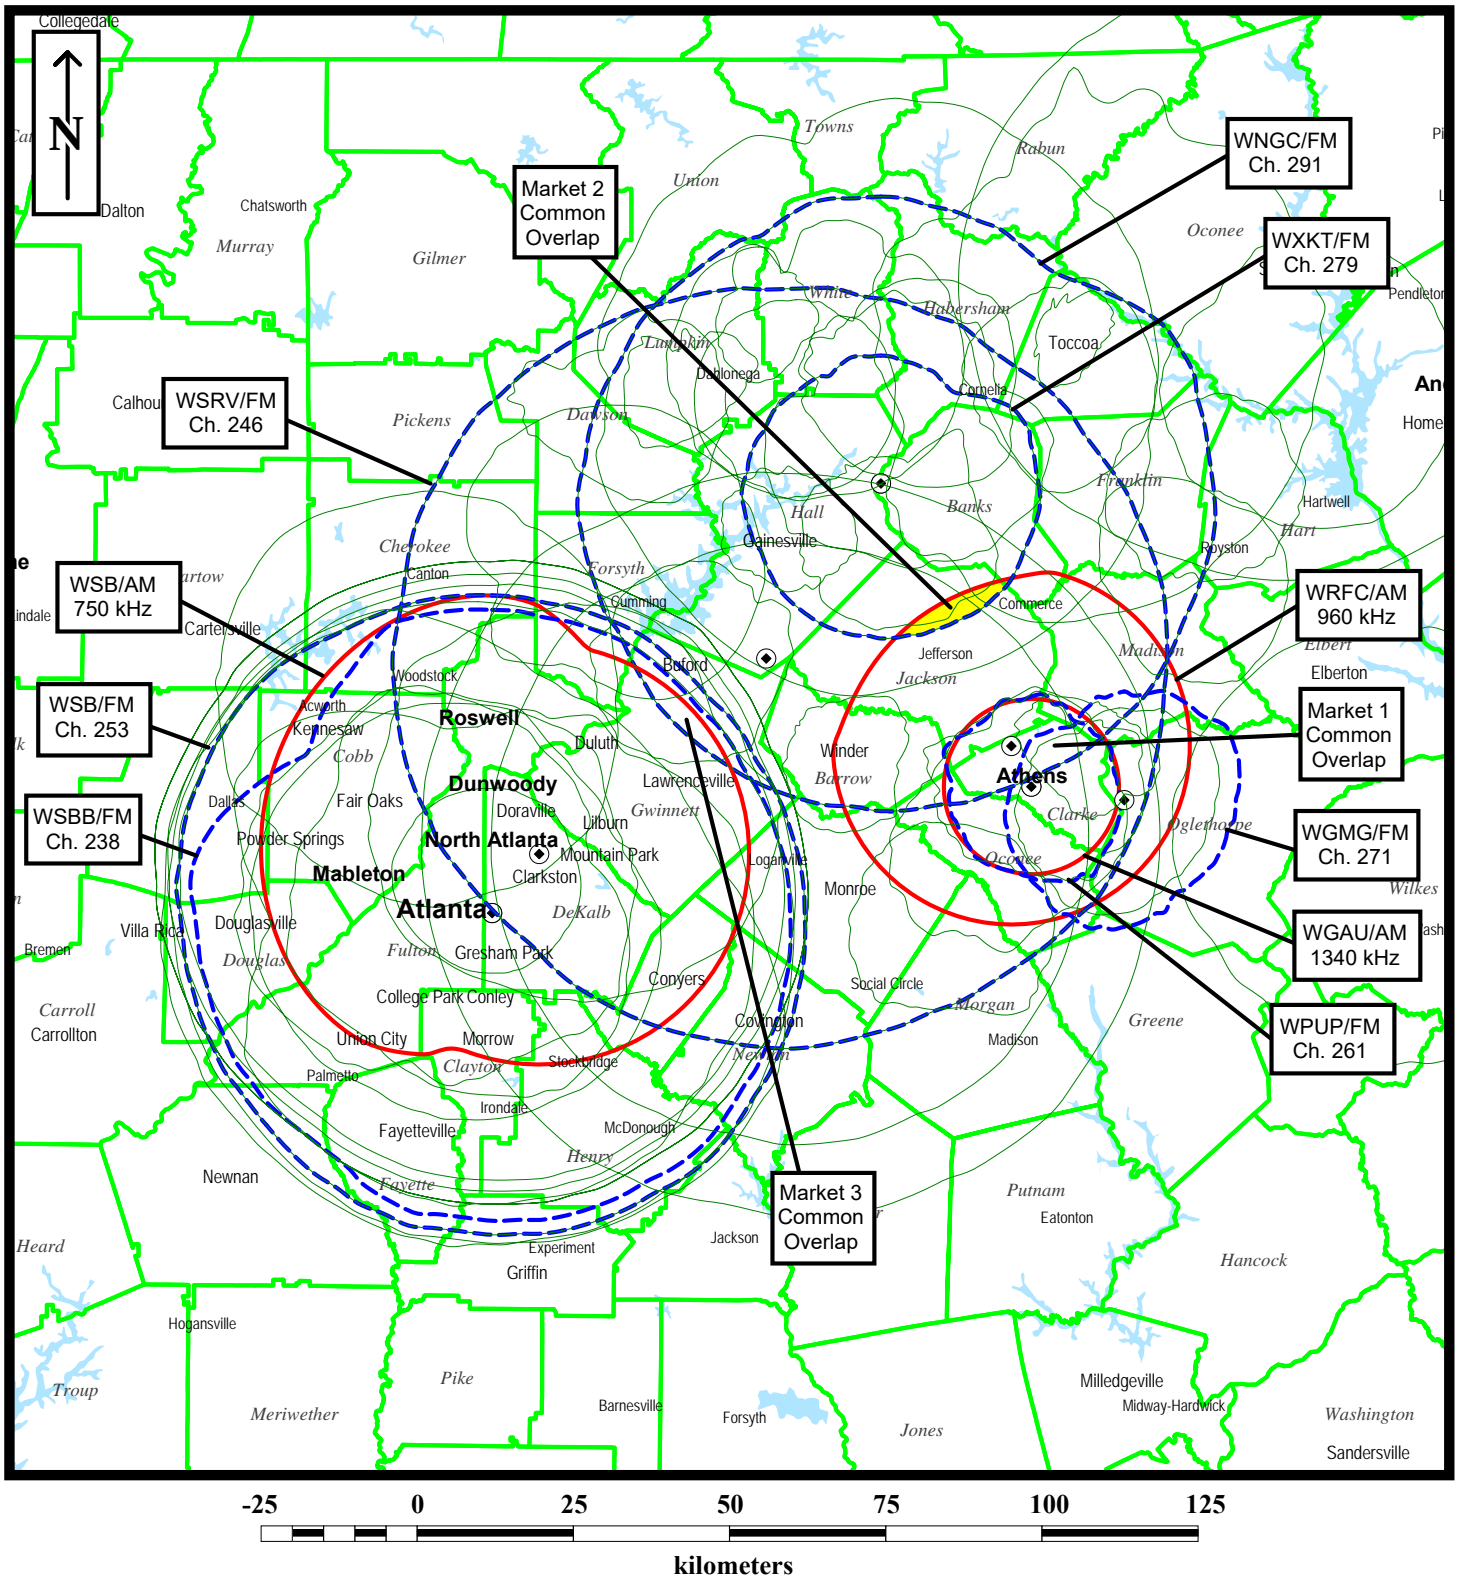 Collegedale
N
Dalton
Chatsworth
Murray
Gilmer
Union
Towns
Rabun
Oconee
Market 2
Common
Overlap
WNGC/FM
Ch. 291
WXKT/FM
Ch. 279
Pendleton
White
Habersham
Toccoa
Lumpkin
Dahlonega
Cornelia
Calhou
WSRV/FM
Ch. 246
Pickens
Dawson
An
Home
Hall
Gainesville
Banks
Franklin
Hartwell
Hart
Royston
Cherokee
Canton
Forsyth
Cumming
artow
WSB/AM
750 kHz
Cartersville
Commerce
WRFC/AM
960 kHz
Elbert
Elberton
Jefferson
Jackson
Madison
Buford
Woodstock
Acworth
Kennesaw
Cobb
Roswell
Duluth
WSB/FM
Ch. 253
Market 1
Common
Overlap
Winder
Barrow
Athens
Clarke
Oglethorpe
Oconee
Dunwoody
Doraville
Lawrenceville
Gwinnett
Lilburn
Dallas
Fair Oaks
Powder Springs
North Atlanta
Mountain Park
Clarkston
Loganville
WSBB/FM
Ch. 238
WGMG/FM
Ch. 271
Wilkes
Mableton
Monroe
Atlanta
DeKalb
Villa Rica
Douglasville
Bremen
Douglas
Fulton
Gresham Park
WGAU/AM
1340 kHz
ash
Conyers
Social Circle
College Park
Conley
Morgan
Carroll
Carrollton
Union City
Morrow
Covington
Newton
Madison
Greene
WPUP/FM
Ch. 261
Clayton
Stockbridge
Palmetto
Irondale
Fayetteville
McDonough
Henry
Newnan
Fayette
Market 3
Common
Overlap
Putnam
Eatonton
Jackson
Heard
Experiment
Griffin
Hancock
Hogansville
Troup
Meriwether
Pike
Barnesville
Forsyth
Jones
Milledgeville
Midway-Hardwick
Washington
Sandersville
-25 0 25 50 75 100 125
kilometers